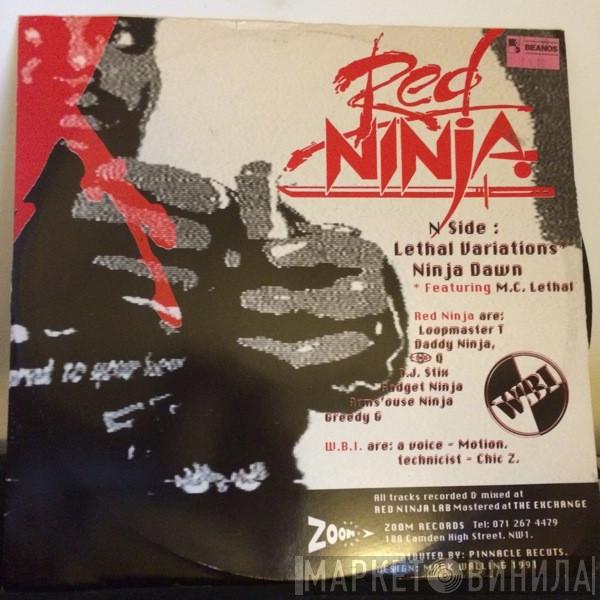 BEANOS
Red
NINJA
N Side :
Lethal Variations*
Ninja Dawn
* Featuring M.C. Lethal
Red Ninja are:
Loopmaster T
Daddy Ninja,
Q
D.J. Stix
Gadget Ninja
Greedy G
WBI
W.B.I. are: a voice - Motion.
technicist - Chic Z.
All tracks recorded & mixed at
RED NINJA LAB Mastered at THE EXCHANGE
ZOOM
ZOOM RECORDS Tel: 071 267 4479
188 Camden High Street. NW1.
DISTRIBUTED BY: PINNACLE RECUTS.
DESIGN: MARK WALLING 1991
МАРКЕТ ВИНИЛА